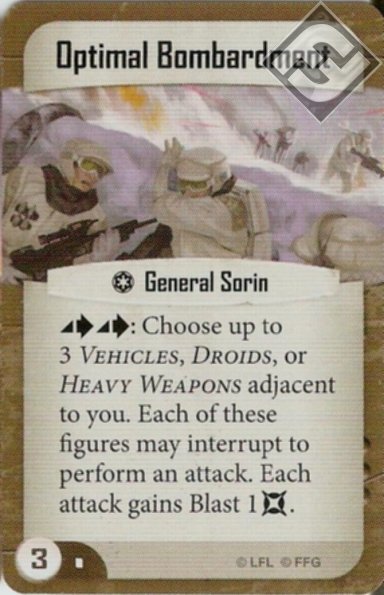 Optimal Bombardment
General Sorin
: Choose up to
3 VEHICLES, DROIDS, or
HEAVY WEAPONS adjacent
to you. Each of these
figures may interrupt to
perform an attack. Each
attack gains Blast 1 .
3
© LFL © FFG